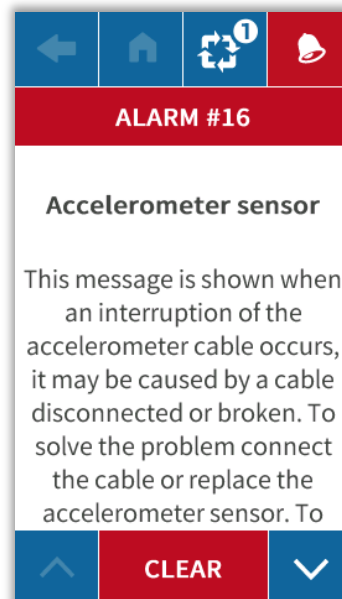 1
ALARM #16
Accelerometer sensor
This message is shown when
an interruption of the
accelerometer cable occurs,
it may be caused by a cable
disconnected or broken. To
solve the problem connect
the cable or replace the
accelerometer sensor. To
CLEAR